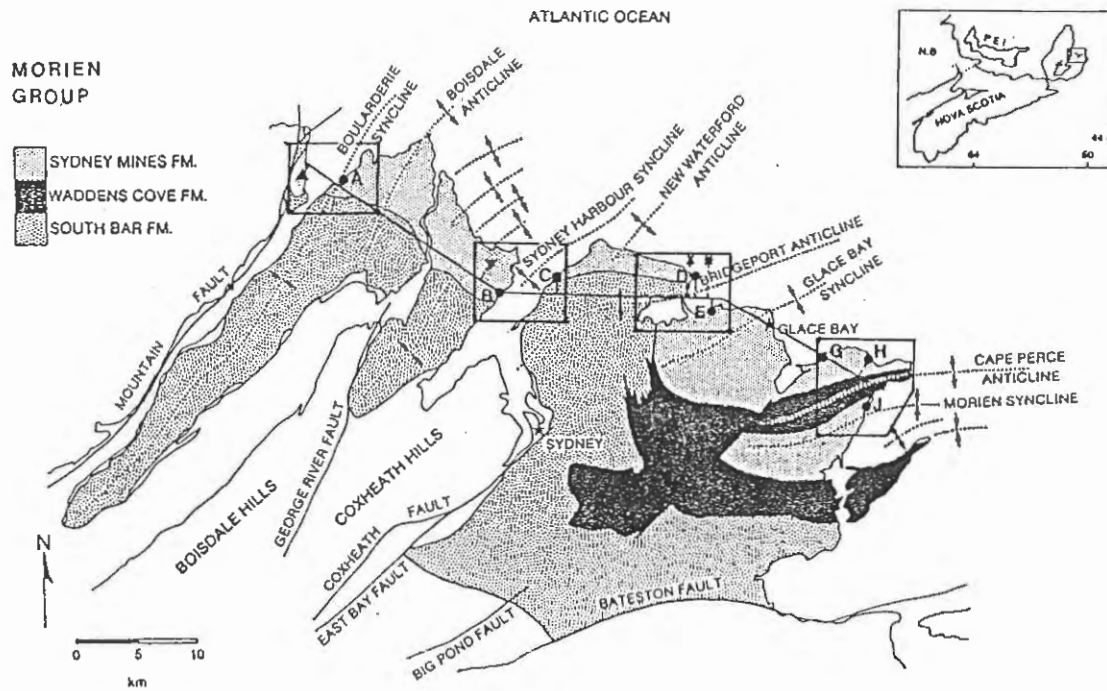 ATLANTIC OCEAN
MORIEN
GROUP
SYDNEY MINES FM.
WADDENS COVE FM.
SOUTH BAR FM.
N.B
P.E.I
NOVA SCOTIA
64
60
BOULARDERIE
SYNCLINE
BOISDALE
ANTICLINE
SYDNEY HARBOUR SYNCLINE
NEW WATERFORD
ANTICLINE
BRIDGEPORT ANTICLINE
GLACE BAY
SYNCLINE
GLACE BAY
CAPE PERCE
ANTICLINE
MORIEN SYNCLINE
A
B
C
D
E
G
H
J
MOUNTAIN
FAULT
SYDNEY
BOISDALE HILLS
GEORGE RIVER FAULT
COXHEATH HILLS
COXHEATH FAULT
EAST BAY FAULT
BIG POND FAULT
BATESTON FAULT
N
0 5 10
km